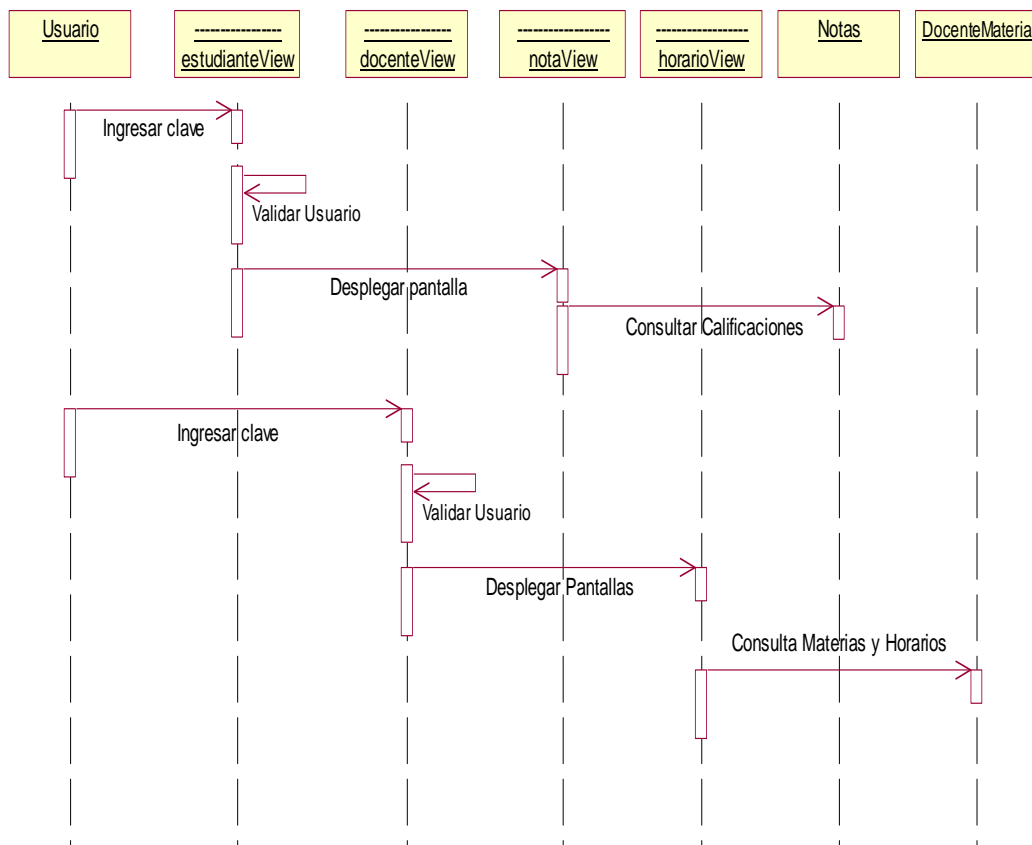 Usuario
----------------
estudianteView
---------------
docenteView
----------------
notaView
----------------
horarioView
Notas
DocenteMateria
Ingresar clave
Validar Usuario
Desplegar pantalla
Consultar Calificaciones
Ingresar clave
Validar Usuario
Desplegar Pantallas
Consulta Materias y Horarios